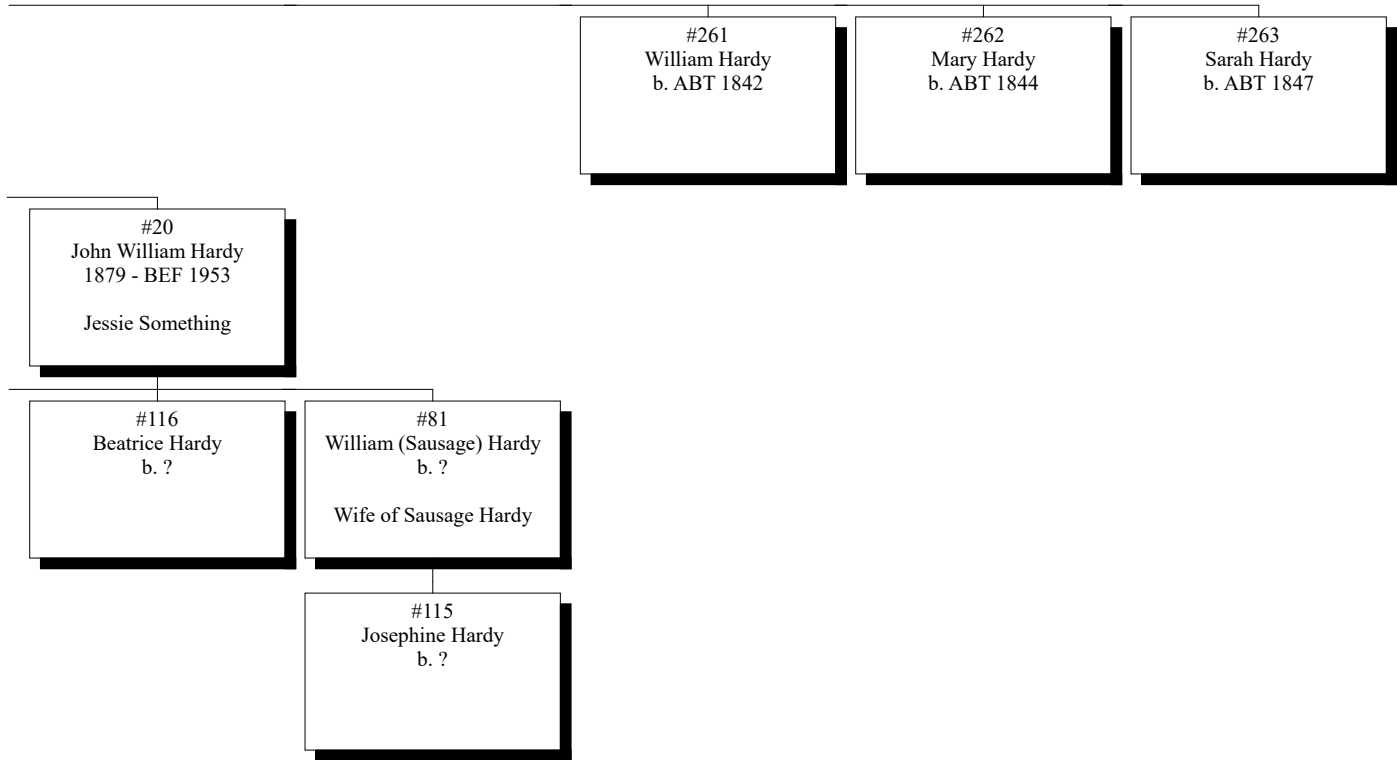 #261
William Hardy
b. ABT 1842
#262
Mary Hardy
b. ABT 1844
#263
Sarah Hardy
b. ABT 1847
#20
John William Hardy
1879 - BEF 1953
Jessie Something
#116
Beatrice Hardy
b. ?
#81
William (Sausage) Hardy
b. ?
Wife of Sausage Hardy
#115
Josephine Hardy
b. ?